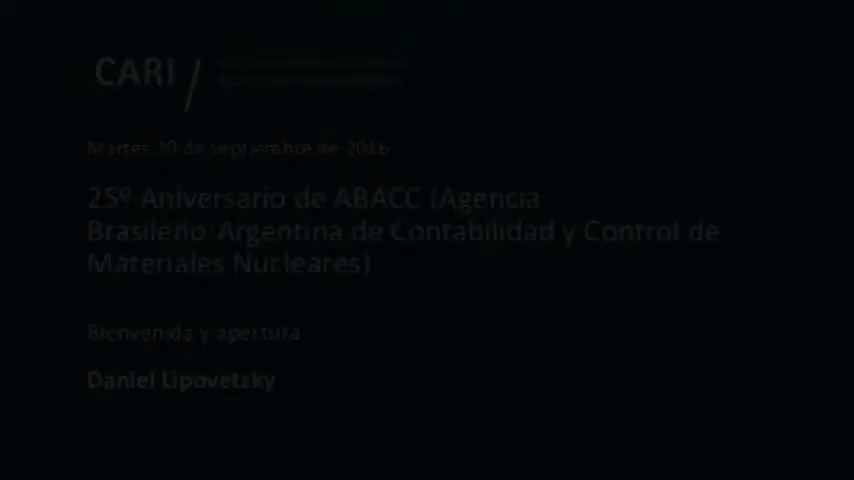 CARI /
Martes 20 de septiembre de 2016
25º Aniversario de ABACC (Agencia
Brasileño-Argentina de Contabilidad y Control de
Materiales Nucleares)
Bienvenida y apertura
Daniel Lipovetzky